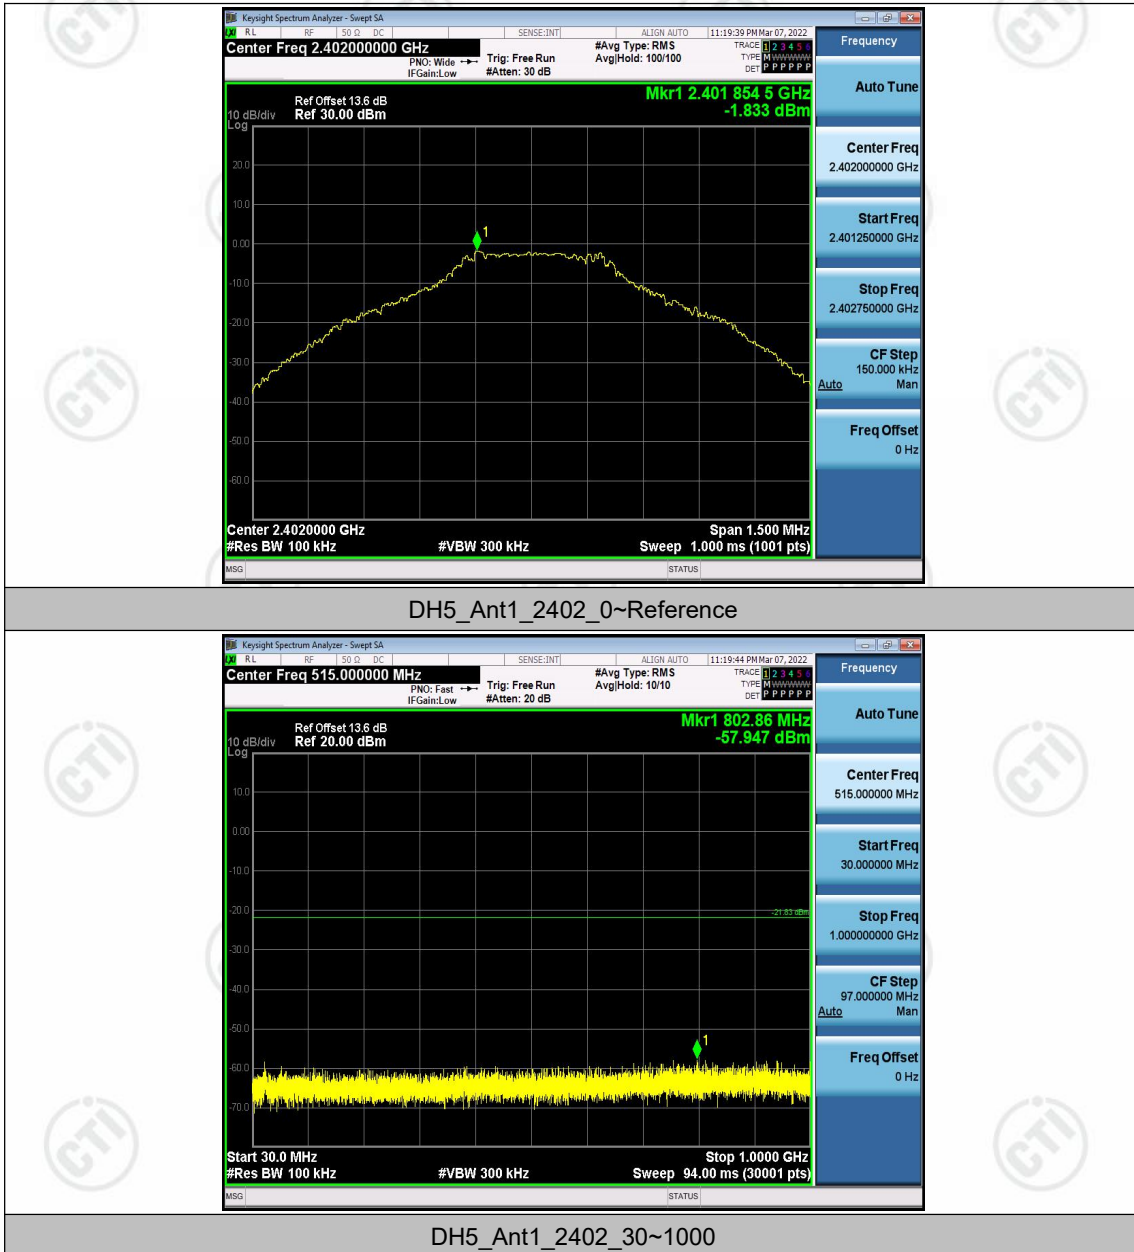 Keysight Spectrum Analyzer - Swept SA
LXI RL RF 50 Ω DC SENSE:INT ALIGN AUTO 11:19:39 PM Mar 07, 2022
Center Freq 2.402000000 GHz
PNO: Wide
IFGain:Low
Trig: Free Run
#Atten: 30 dB
#Avg Type: RMS
Avg|Hold: 100/100
TRACE 1 2 3 4 5 6
TYPE M W W W W W
DET P P P P P P
Frequency
Ref Offset 13.6 dB
10 dB/div Ref 30.00 dBm
Log
Mkr1 2.401 854 5 GHz
-1.833 dBm
Auto Tune
Center Freq
2.402000000 GHz
Start Freq
2.401250000 GHz
Stop Freq
2.402750000 GHz
CF Step
150.000 kHz
Auto Man
Freq Offset
0 Hz
20.0
10.0
0.00
-10.0
-20.0
-30.0
-40.0
-50.0
-60.0
1
Center 2.4020000 GHz Span 1.500 MHz
#Res BW 100 kHz #VBW 300 kHz Sweep 1.000 ms (1001 pts)
MSG STATUS
DH5_Ant1_2402_0~Reference
Keysight Spectrum Analyzer - Swept SA
LXI RL RF 50 Ω DC SENSE:INT ALIGN AUTO 11:19:44 PM Mar 07, 2022
Center Freq 515.000000 MHz
PNO: Fast
IFGain:Low
Trig: Free Run
#Atten: 20 dB
#Avg Type: RMS
Avg|Hold: 10/10
TRACE 1 2 3 4 5 6
TYPE M W W W W W
DET P P P P P P
Frequency
Ref Offset 13.6 dB
10 dB/div Ref 20.00 dBm
Log
Mkr1 802.86 MHz
-57.947 dBm
Auto Tune
Center Freq
515.000000 MHz
Start Freq
30.000000 MHz
Stop Freq
1.000000000 GHz
CF Step
97.000000 MHz
Auto Man
Freq Offset
0 Hz
10.0
0.00
-10.0
-20.0
-30.0
-40.0
-50.0
-60.0
-70.0
-21.83 dBm
1
Start 30.0 MHz Stop 1.0000 GHz
#Res BW 100 kHz #VBW 300 kHz Sweep 94.00 ms (30001 pts)
MSG STATUS
DH5_Ant1_2402_30~1000
CTI
CTI
CTI
CTI
CTI
CTI